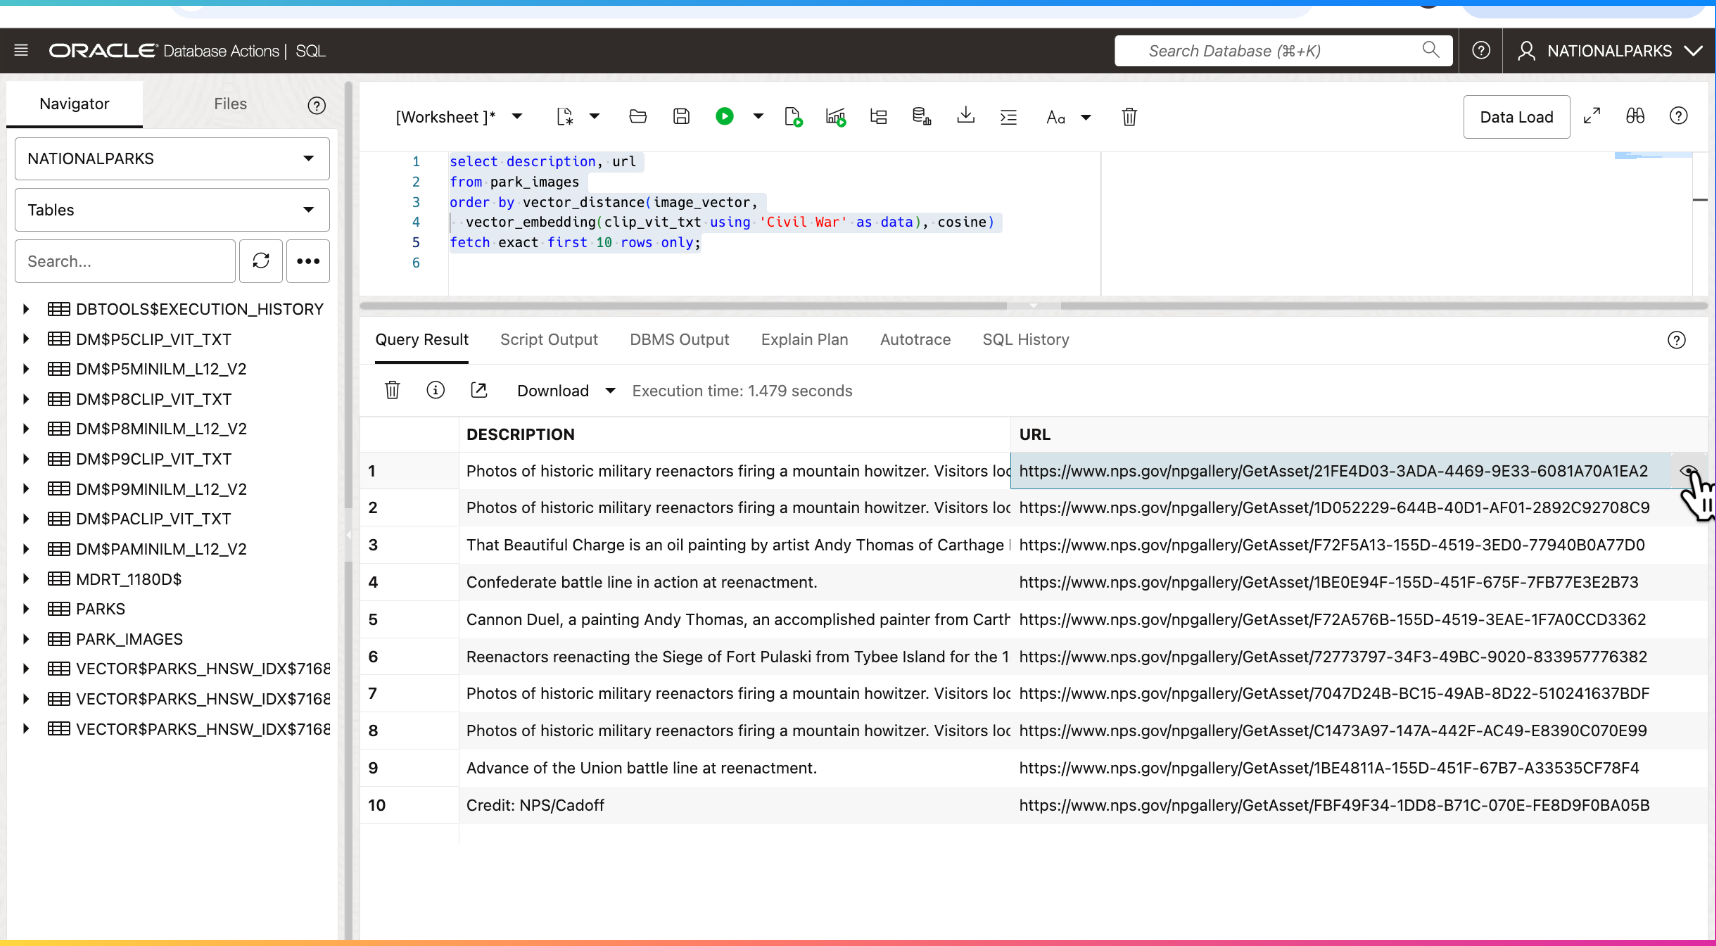 ORACLE Database Actions | SQL
Search Database (⌘+K)
NATIONALPARKS
Navigator
Files
NATIONALPARKS
Tables
Search...
DBTOOLS$EXECUTION_HISTORY
DM$P5CLIP_VIT_TXT
DM$P5MINILM_L12_V2
DM$P8CLIP_VIT_TXT
DM$P8MINILM_L12_V2
DM$P9CLIP_VIT_TXT
DM$P9MINILM_L12_V2
DM$PACLIP_VIT_TXT
DM$PAMINILM_L12_V2
MDRT_1180D$
PARKS
PARK_IMAGES
VECTOR$PARKS_HNSW_IDX$7168
VECTOR$PARKS_HNSW_IDX$7168
VECTOR$PARKS_HNSW_IDX$7168
[Worksheet ]*
Aa
Data Load
1 select description, url
2 from park_images
3 order by vector_distance(image_vector,
4 vector_embedding(clip_vit_txt using 'Civil War' as data), cosine)
5 fetch exact first 10 rows only;
6
Query Result Script Output DBMS Output Explain Plan Autotrace SQL History
Download Execution time: 1.479 seconds
DESCRIPTION URL
1 Photos of historic military reenactors firing a mountain howitzer. Visitors loc https://www.nps.gov/npgallery/GetAsset/21FE4D03-3ADA-4469-9E33-6081A70A1EA2
2 Photos of historic military reenactors firing a mountain howitzer. Visitors loc https://www.nps.gov/npgallery/GetAsset/1D052229-644B-40D1-AF01-2892C92708C9
3 That Beautiful Charge is an oil painting by artist Andy Thomas of Carthage https://www.nps.gov/npgallery/GetAsset/F72F5A13-155D-4519-3ED0-77940B0A77D0
4 Confederate battle line in action at reenactment. https://www.nps.gov/npgallery/GetAsset/1BE0E94F-155D-451F-675F-7FB77E3E2B73
5 Cannon Duel, a painting Andy Thomas, an accomplished painter from Carth https://www.nps.gov/npgallery/GetAsset/F72A576B-155D-4519-3EAE-1F7A0CCD3362
6 Reenactors reenacting the Siege of Fort Pulaski from Tybee Island for the 1 https://www.nps.gov/npgallery/GetAsset/72773797-34F3-49BC-9020-833957776382
7 Photos of historic military reenactors firing a mountain howitzer. Visitors loc https://www.nps.gov/npgallery/GetAsset/7047D24B-BC15-49AB-8D22-510241637BDF
8 Photos of historic military reenactors firing a mountain howitzer. Visitors loc https://www.nps.gov/npgallery/GetAsset/C1473A97-147A-442F-AC49-E8390C070E99
9 Advance of the Union battle line at reenactment. https://www.nps.gov/npgallery/GetAsset/1BE4811A-155D-451F-67B7-A33535CF78F4
10 Credit: NPS/Cadoff https://www.nps.gov/npgallery/GetAsset/FBF49F34-1DD8-B71C-070E-FE8D9F0BA05B